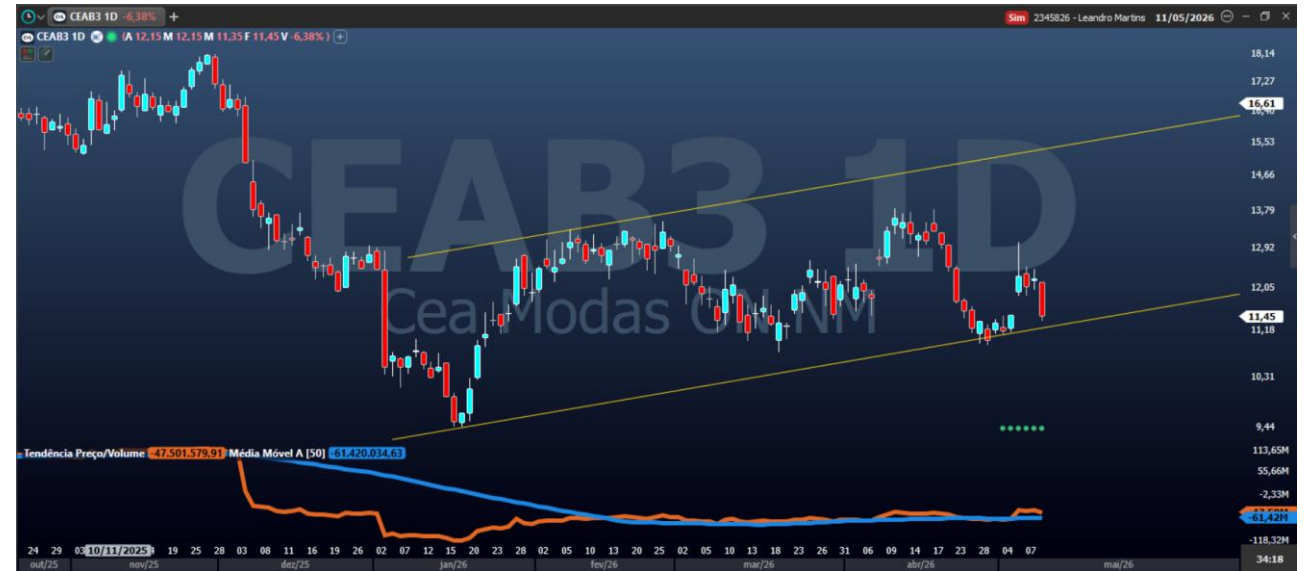 CEAB3 1D -6,38% +
Sim 2345826 - Leandro Martins 11/05/2026
CEAB3 1D (A 12,15 M 12,15 M 11,35 F 11,45 V -6,38% )
CEAB3 1D
Cea Modas ON NM
18,14
17,27
16,61
16,40
15,53
14,66
13,79
12,92
12,05
11,45
11,18
10,31
9,44
Tendência Preço/Volume -47.501.579,91 Média Móvel A [50] -61.420.034,63
113,65M
55,66M
-2,33M
-61,42M
-118,32M
24 29 03 10/11/2025 19 25 28 03 08 11 16 19 26 02 07 12 15 20 23 28 02 05 10 13 20 25 02 05 10 13 18 23 26 31 06 09 14 17 23 28 04 07
out/25 nov/25 dez/25 jan/26 fev/26 mar/26 abr/26 mai/26
34:18